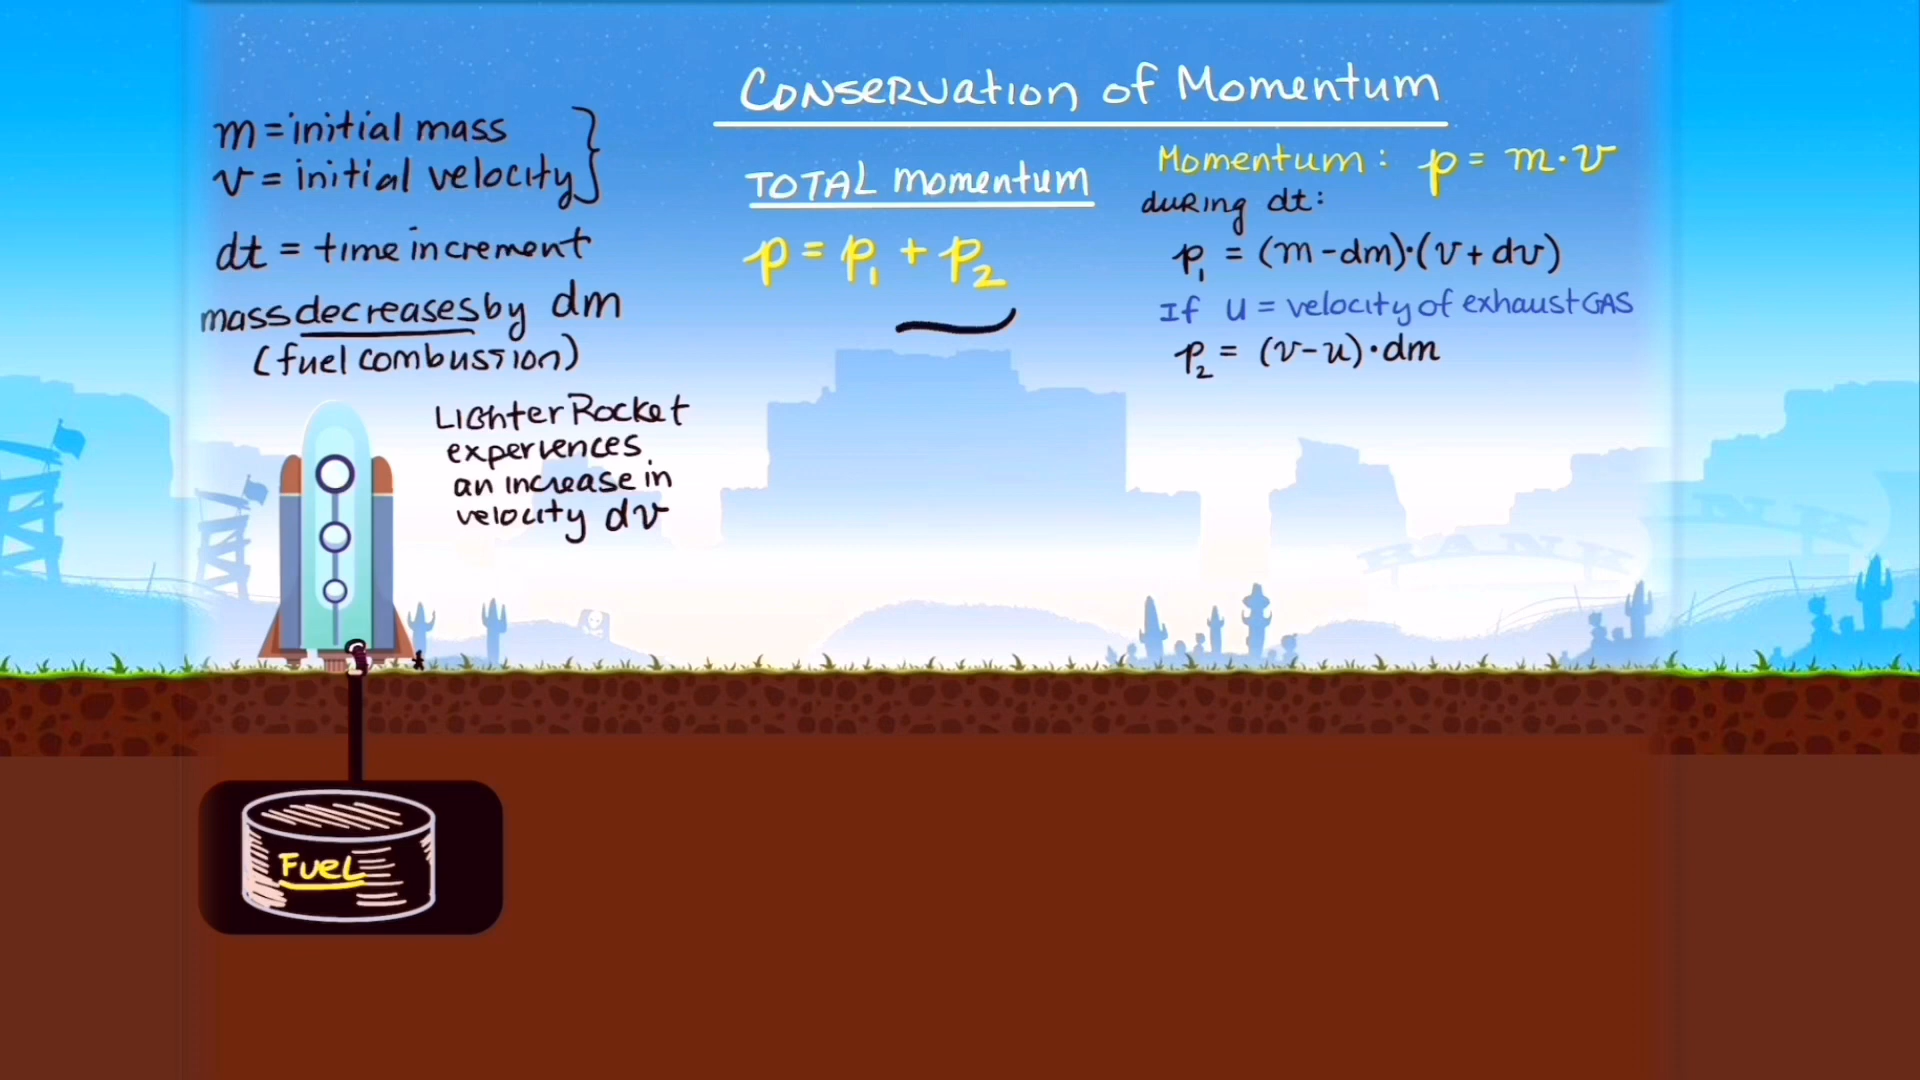 Conservation of Momentum
m = initial mass
v = initial velocity
dt = time increment
mass decreases by dm
(fuel combustion)
Lighter Rocket
experiences
an increase in
velocity dv
TOTAL momentum
p = p₁ + p₂
Momentum: p = m·v
during dt:
p₁ = (m-dm)·(v+dv)
If u = velocity of exhaust GAS
p₂ = (v-u)·dm
BANK
FUEL